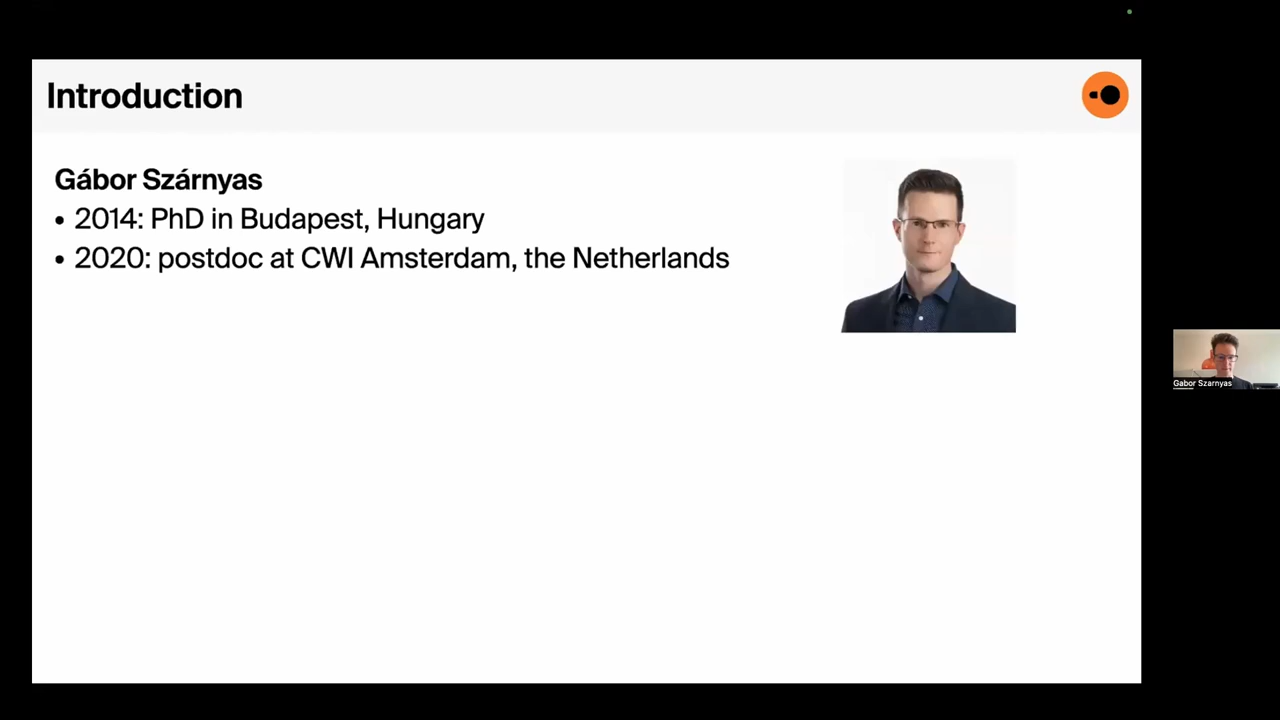 Introduction
Gábor Szárnyas
• 2014: PhD in Budapest, Hungary
• 2020: postdoc at CWI Amsterdam, the Netherlands
Gabor Szarnyas